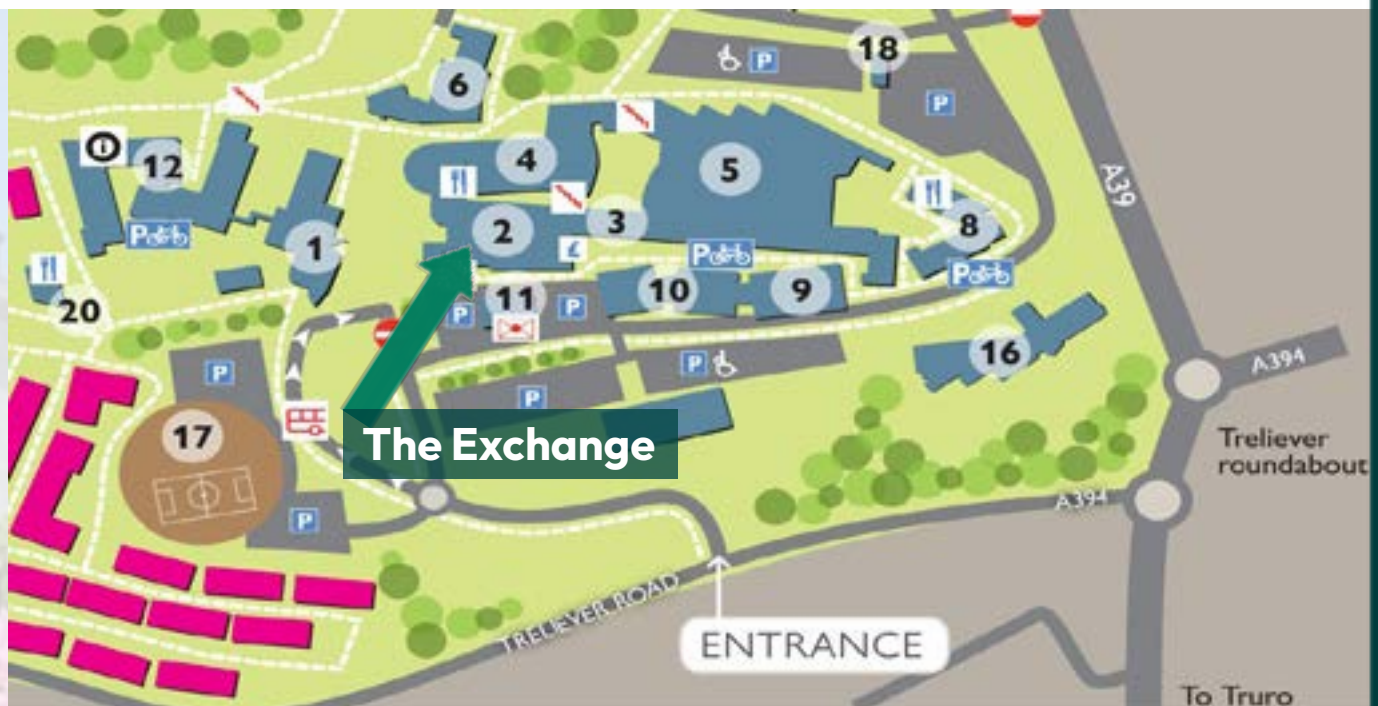 18
P
6
P
12
4
5
A39
2
3
8
1
P
P
20
11
10
9
P
P
P
16
P
P
A394
P
17
The Exchange
Treliever
roundabout
A394
P
TRELIEVER ROAD
ENTRANCE
To Truro